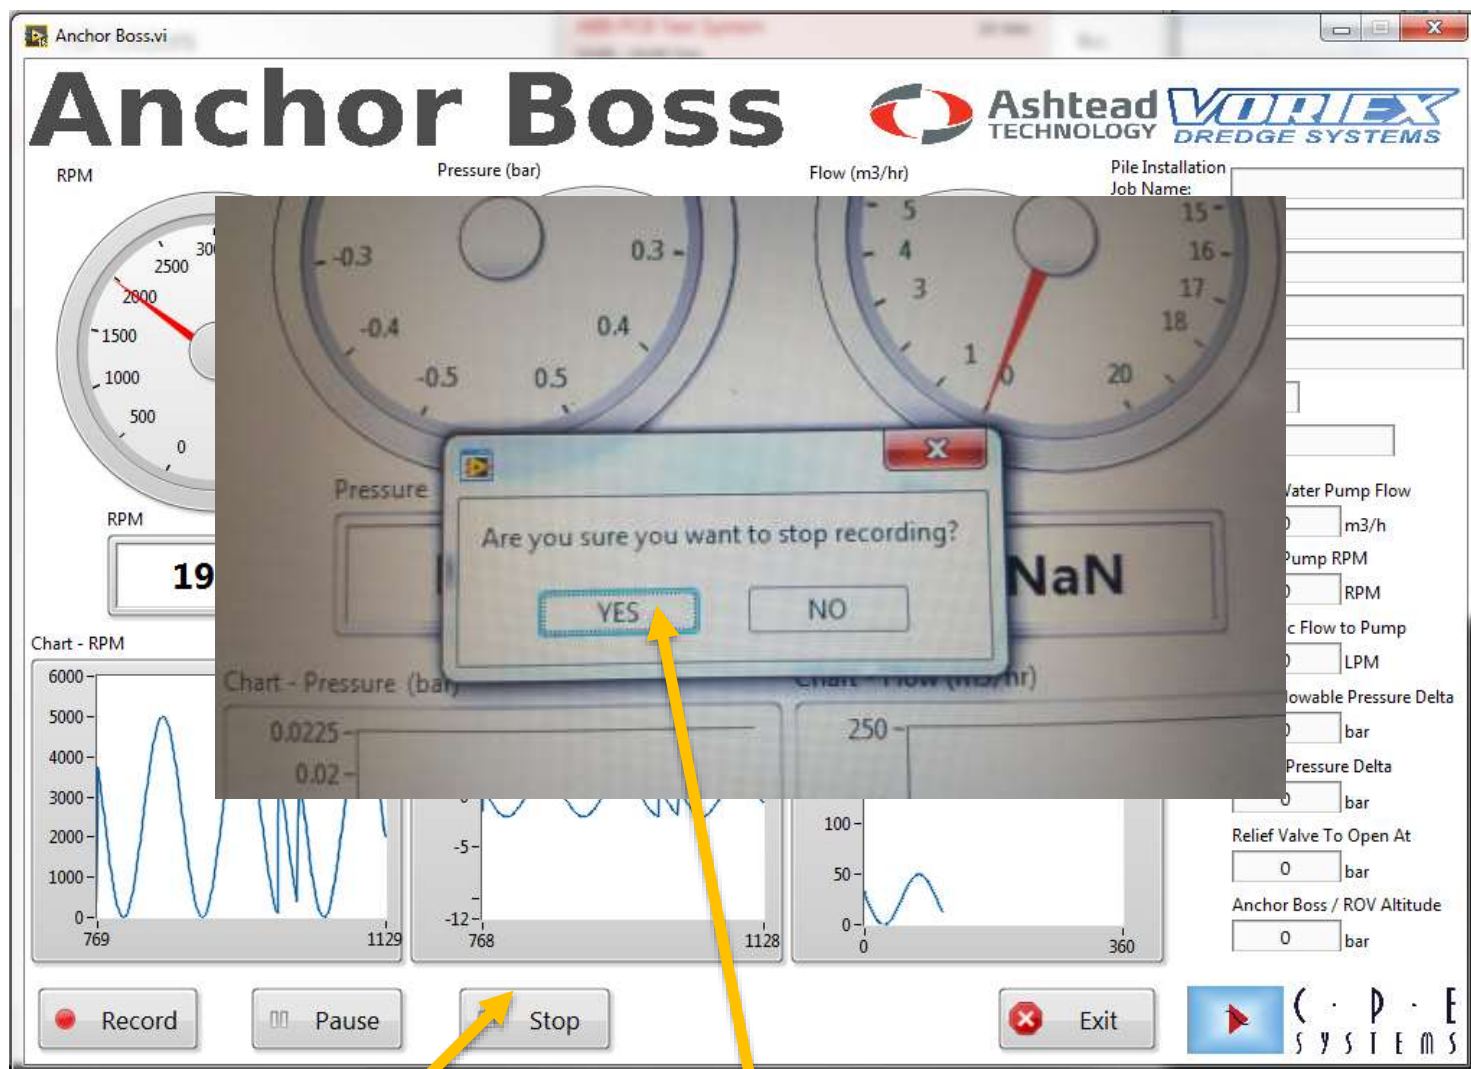 Anchor Boss.vi
Anchor Boss
Ashtead
TECHNOLOGY
VORTEX
DREDGE SYSTEMS
RPM
Pressure (bar)
Flow (m3/hr)
Pile Installation
Job Name:
0
500
1000
1500
2000
2500
-0.3
-0.4
-0.5
0.5
0.4
0.3
5
4
3
1
0
20
18
17
16
15
Pressure
Are you sure you want to stop recording?
YES
NO
NaN
RPM
19
Water Pump Flow
m3/h
Pump RPM
RPM
c Flow to Pump
LPM
lowable Pressure Delta
bar
Pressure Delta
0 bar
Relief Valve To Open At
0 bar
Anchor Boss / ROV Altitude
0 bar
Chart - RPM
6000
5000
4000
3000
2000
1000
0
769 1129
Chart - Pressure (bar)
0.0225
0.02
-5
-12
768 1128
Chart - Flow (m3/hr)
250
100
50
0
0 360
Record
Pause
Stop
Exit
C·P·E
SYSTEMS